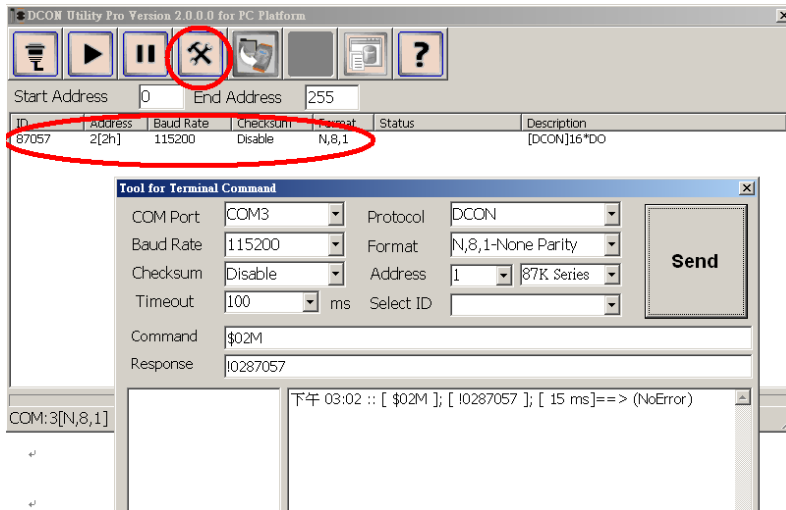 DCON Utility Pro Version 2.0.0.0 for PC Platform
Start Address 0 End Address 255
ID Address Baud Rate Checksum Format Status Description
87057 2[2h] 115200 Disable N,8,1 [DCON]16*DO
Tool for Terminal Command
COM Port COM3 Protocol DCON
Baud Rate 115200 Format N,8,1-None Parity
Send
Checksum Disable Address 1 87K Series
Timeout 100 ms Select ID
Command $02M
Response !0287057
下午 03:02 :: [ $02M ]; [ !0287057 ]; [ 15 ms]==> (NoError)
COM:3[N,8,1]